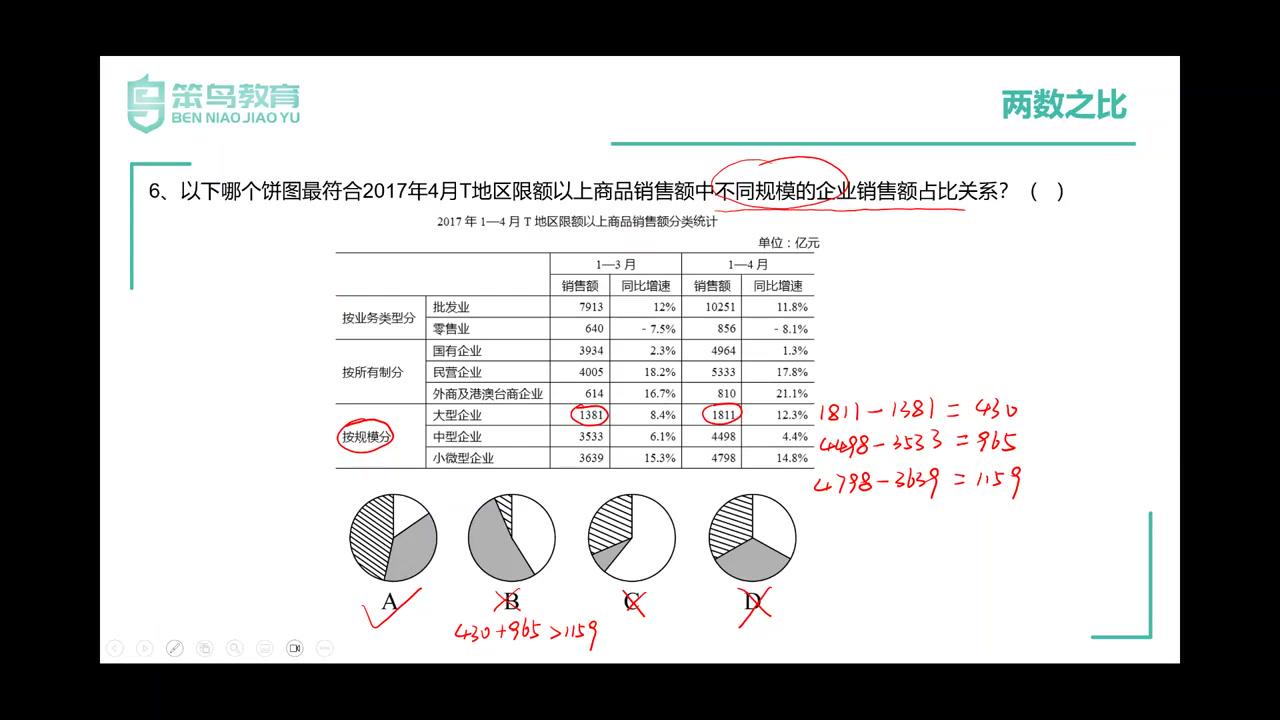 笨鸟教育
BEN NIAO JIAO YU
两数之比
6、以下哪个饼图最符合2017年4月T地区限额以上商品销售额中不同规模的企业销售额占比关系？（ ）
2017 年 1—4 月 T 地区限额以上商品销售额分类统计
单位：亿元
1—3 月 1—4 月
销售额 同比增速 销售额 同比增速
按业务类型分 批发业 7913 12% 10251 11.8%
零售业 640 -7.5% 856 -8.1%
按所有制分 国有企业 3934 2.3% 4964 1.3%
民营企业 4005 18.2% 5333 17.8%
外商及港澳台商企业 614 16.7% 810 21.1%
按规模分 大型企业 1381 8.4% 1811 12.3%
中型企业 3533 6.1% 4498 4.4%
小微型企业 3639 15.3% 4798 14.8%
1811-1381=430
4498-3533=965
4798-3639=1159
A B C D
430+965>1159